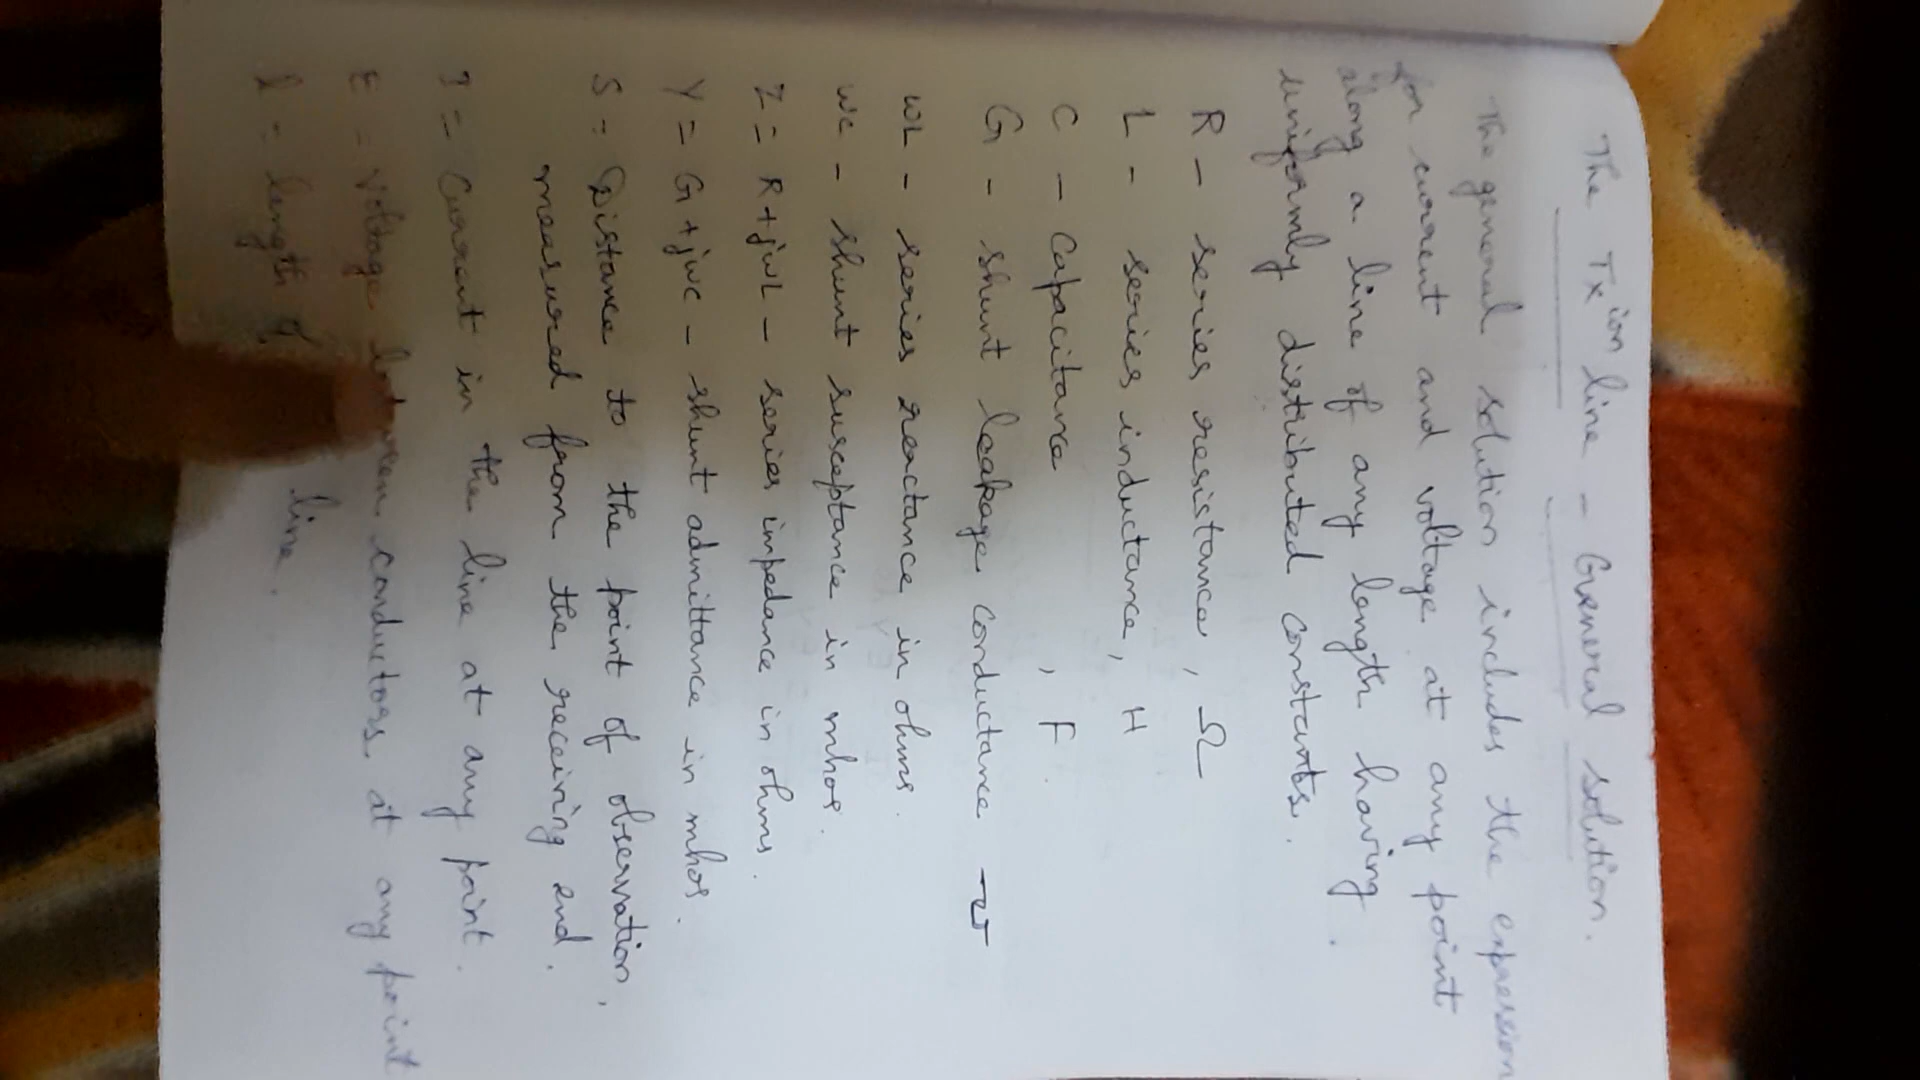 The Txion line - General solution.
The general solution includes the expression
for current and voltage at any point
along a line of any length having
uniformly distributed constants.
R - series resistance, Ω
L - series inductance, H
C - capacitance, F.
G - shunt leakage conductance - ℧
ωL - series reactance in ohms.
ωc - shunt susceptance in mhos.
Z = R+jωL - series impedance in ohms.
Y = G+jωc - shunt admittance in mhos.
S = Distance to the point of observation,
measured from the receiving end.
I = Current in the line at any point.
E = Voltage between conductors at any point
l = length of line.